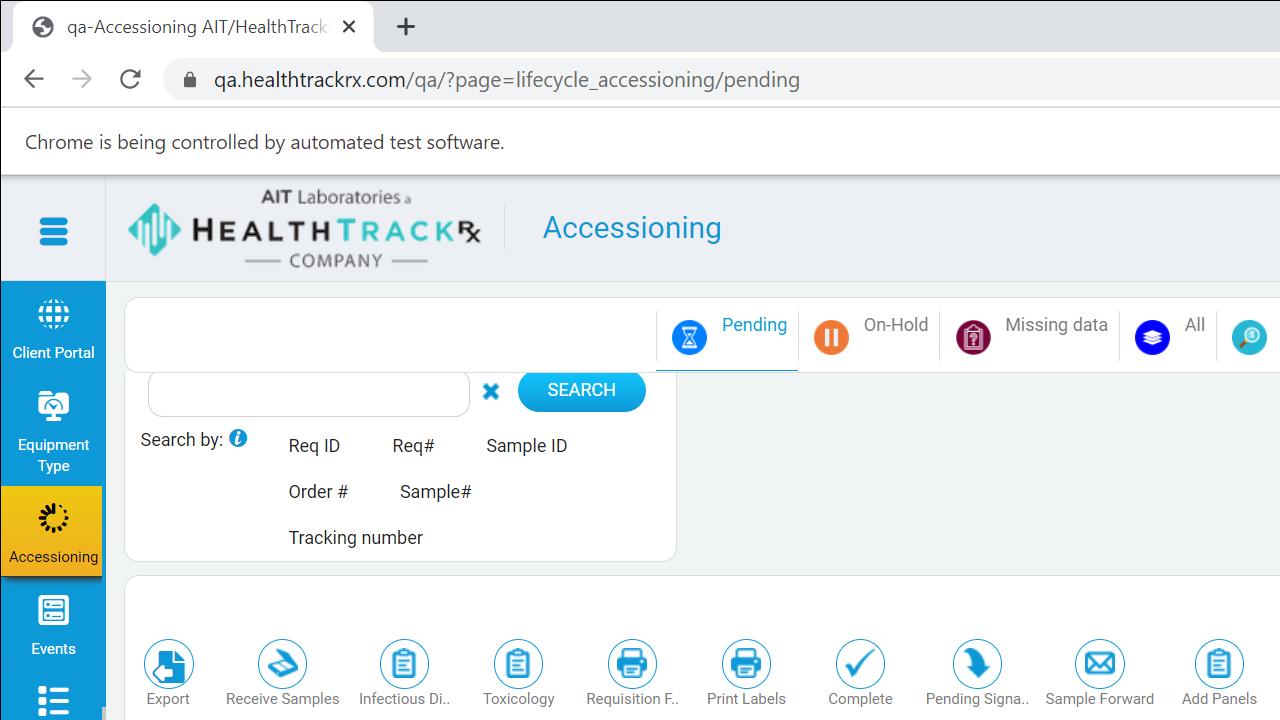 qa-Accessioning AIT/HealthTrack
qa.healthtrackrx.com/qa/?page=lifecycle_accessioning/pending
Chrome is being controlled by automated test software.
AIT Laboratories a
HEALTHTRACKRx
COMPANY
Accessioning
Client Portal
Equipment
Type
Accessioning
Events
Pending
On-Hold
Missing data
All
SEARCH
Search by:
Req ID
Req#
Sample ID
Order #
Sample#
Tracking number
Export
Receive Samples
Infectious Di..
Toxicology
Requisition F..
Print Labels
Complete
Pending Signa..
Sample Forward
Add Panels